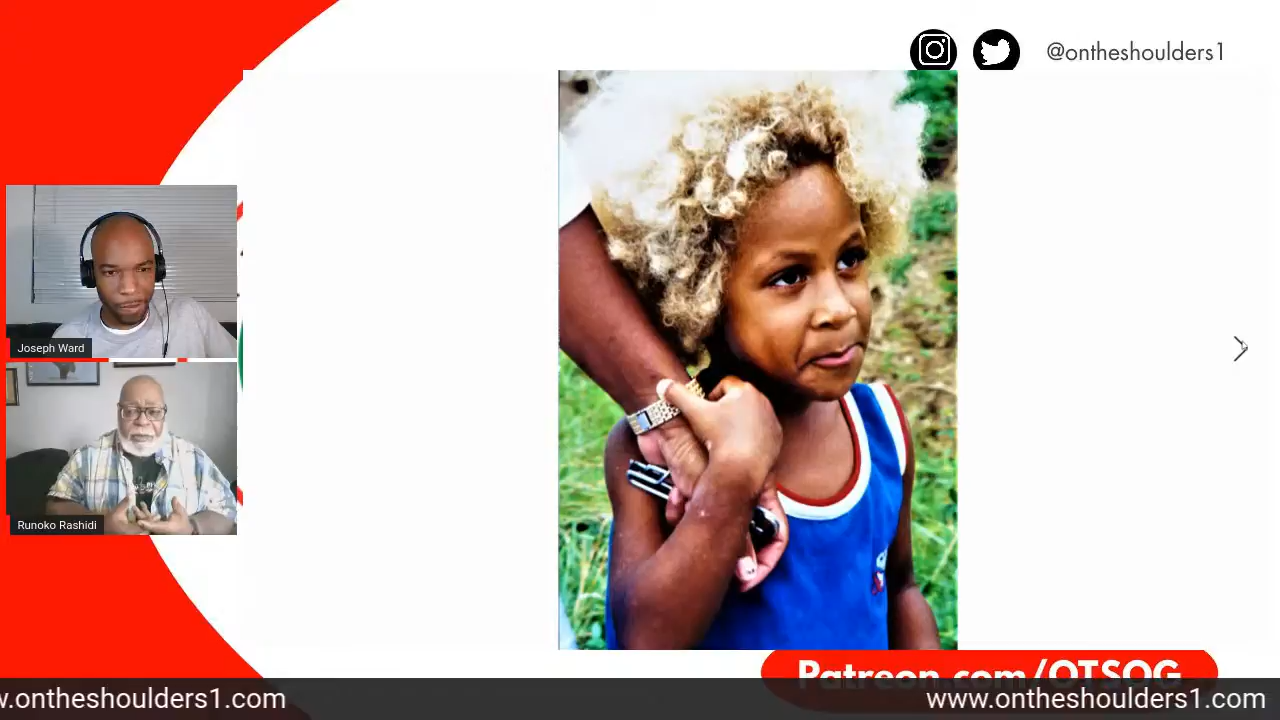 @ontheshoulders1
Joseph Ward
Runoko Rashidi
Patreon.com/OTSOG
w.ontheshoulders1.com
www.ontheshoulders1.com